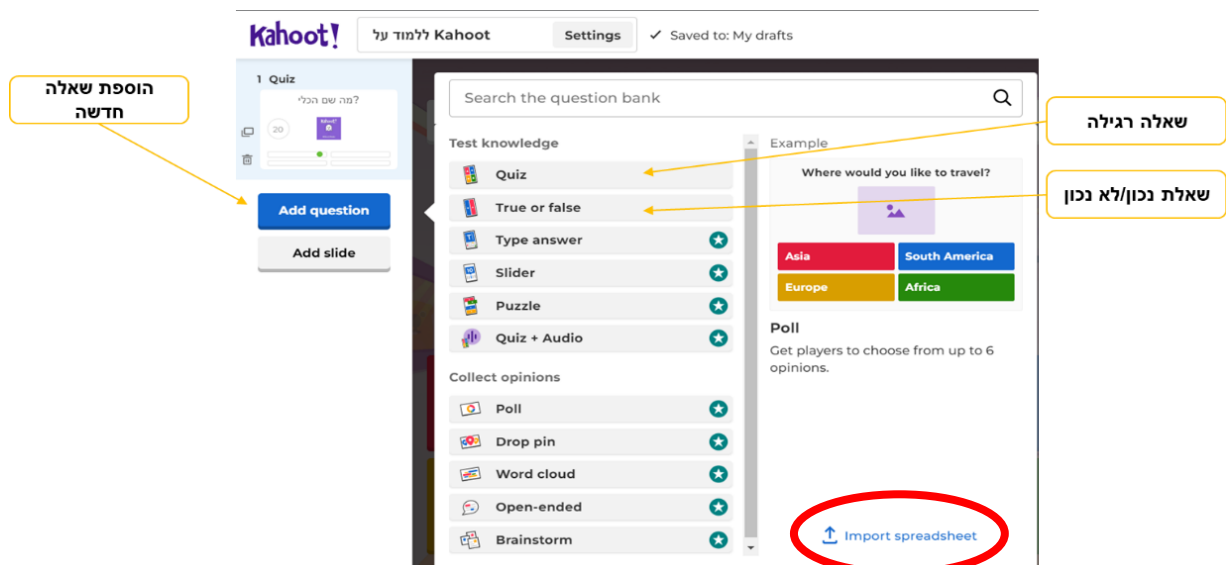 Kahoot!
ללמוד על Kahoot
Settings
Saved to: My drafts
1 Quiz
?מה שם הכלי
20
Kahoot!
Add question
Add slide
הוספת שאלה
חדשה
Search the question bank
Test knowledge
Quiz
True or false
Type answer
Slider
Puzzle
Quiz + Audio
Collect opinions
Poll
Drop pin
Word cloud
Open-ended
Brainstorm
Example
Where would you like to travel?
Asia
South America
Europe
Africa
Poll
Get players to choose from up to 6
opinions.
Import spreadsheet
שאלה רגילה
שאלת נכון/לא נכון